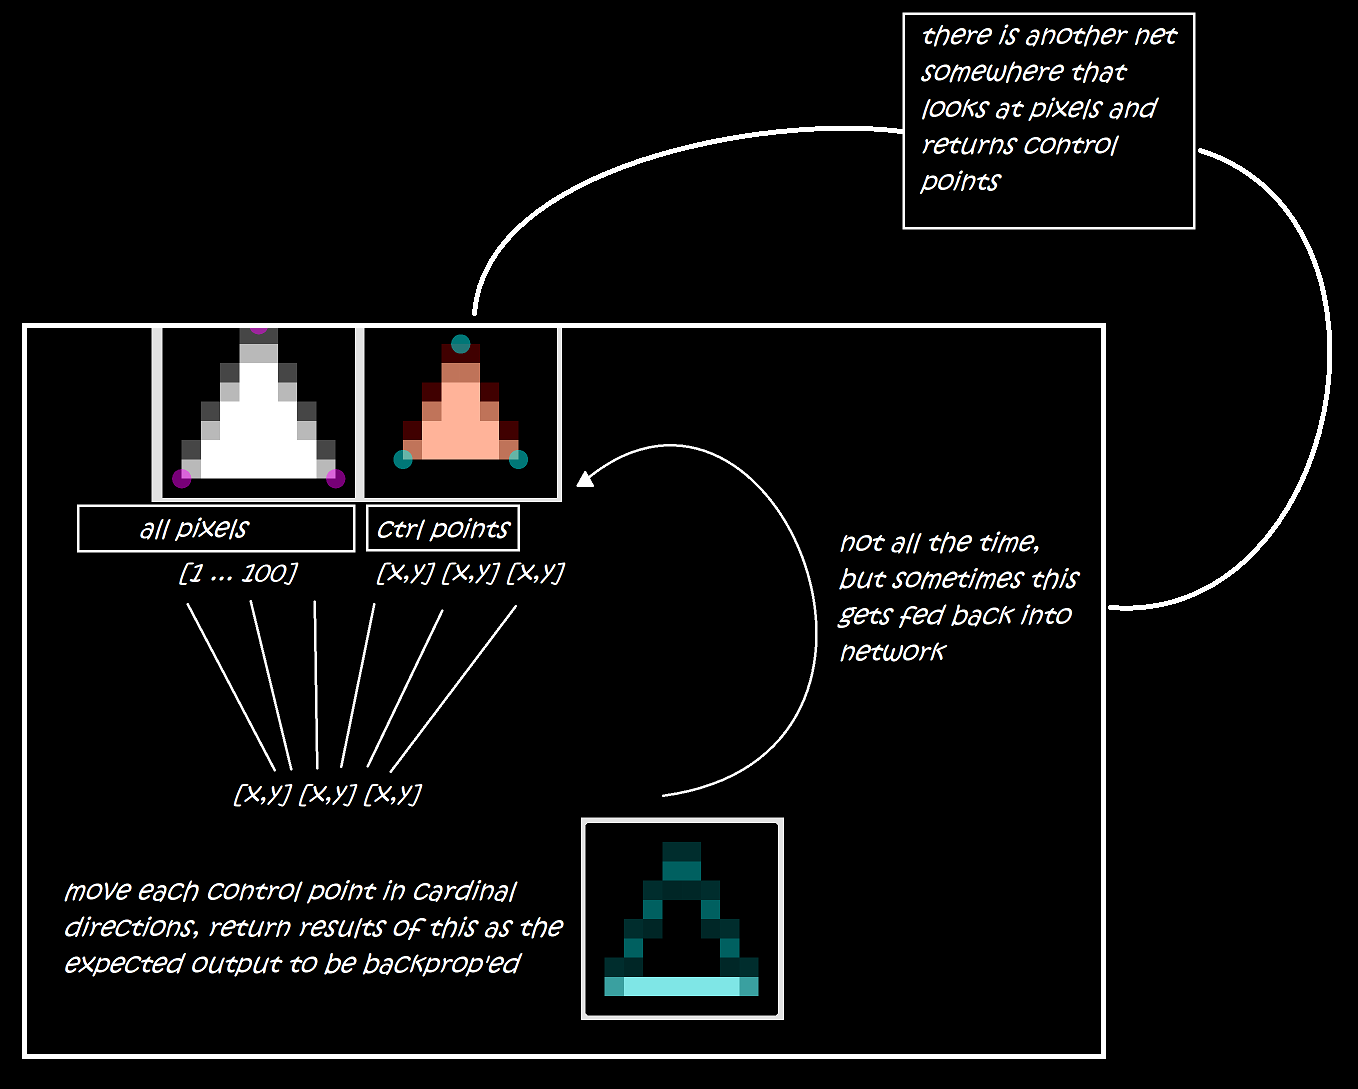 there is another net
somewhere that
looks at pixels and
returns control
points
all pixels
ctrl points
[1 ... 100]
[x,y] [x,y] [x,y]
not all the time,
but sometimes this
gets fed back into
network
[x,y] [x,y] [x,y]
move each control point in cardinal
directions, return results of this as the
expected output to be backprop'ed